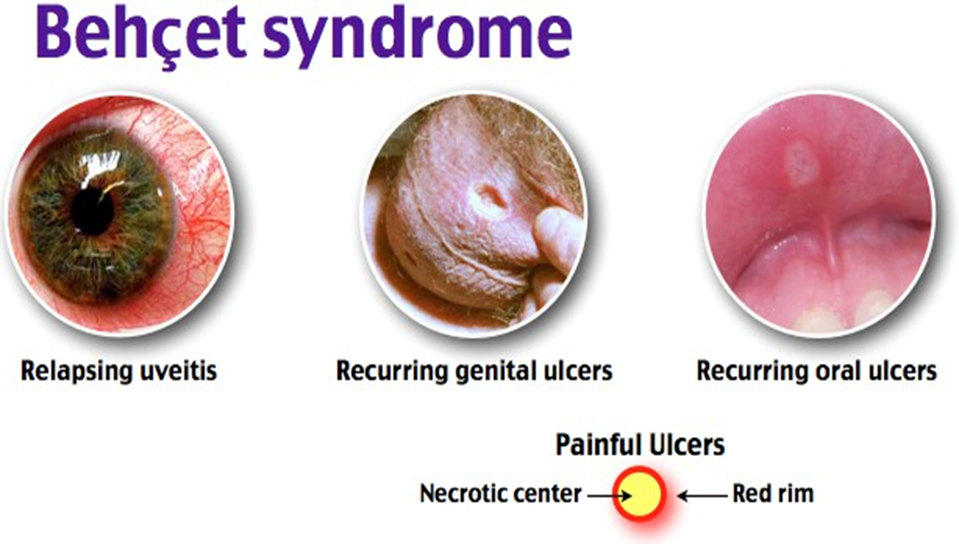 Behçet syndrome
Relapsing uveitis
Recurring genital ulcers
Recurring oral ulcers
Painful Ulcers
Necrotic center
Red rim